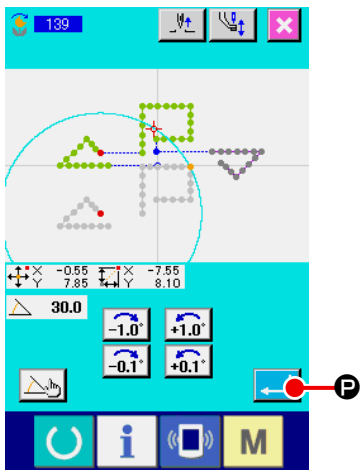 139
X -0.55 X -7.55
Y 7.85 Y 8.10
30.0
-1.0° +1.0°
-0.1° +0.1°
P
i M